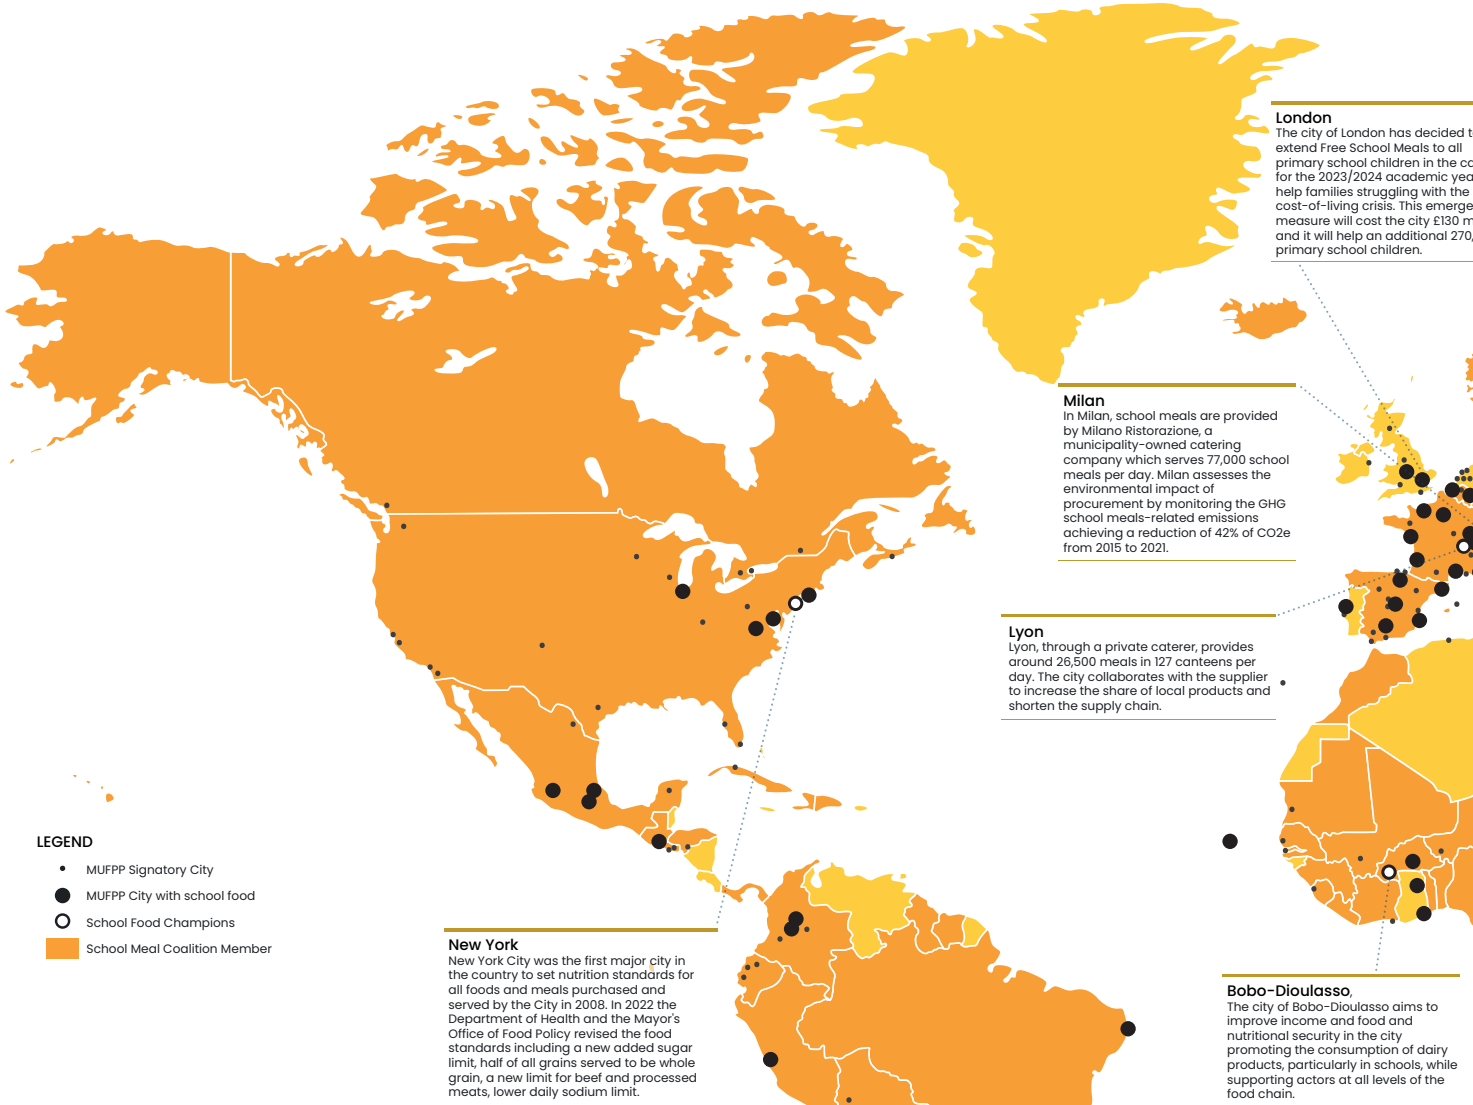 London
The city of London has decided t
extend Free School Meals to all
primary school children in the ca
for the 2023/2024 academic yea
help families struggling with the
cost-of-living crisis. This emerge
measure will cost the city £130 m
and it will help an additional 270,
primary school children.
Milan
In Milan, school meals are provided
by Milano Ristorazione, a
municipality-owned catering
company which serves 77,000 school
meals per day. Milan assesses the
environmental impact of
procurement by monitoring the GHG
school meals-related emissions
achieving a reduction of 42% of CO2e
from 2015 to 2021.
Lyon
Lyon, through a private caterer, provides
around 26,500 meals in 127 canteens per
day. The city collaborates with the supplier
to increase the share of local products and
shorten the supply chain.
LEGEND
MUFPP Signatory City
MUFPP City with school food
School Food Champions
School Meal Coalition Member
New York
New York City was the first major city in
the country to set nutrition standards for
all foods and meals purchased and
served by the City in 2008. In 2022 the
Department of Health and the Mayor's
Office of Food Policy revised the food
standards including a new added sugar
limit, half of all grains served to be whole
grain, a new limit for beef and processed
meats, lower daily sodium limit.
Bobo-Dioulasso,
The city of Bobo-Dioulasso aims to
improve income and food and
nutritional security in the city
promoting the consumption of dairy
products, particularly in schools, while
supporting actors at all levels of the
food chain.